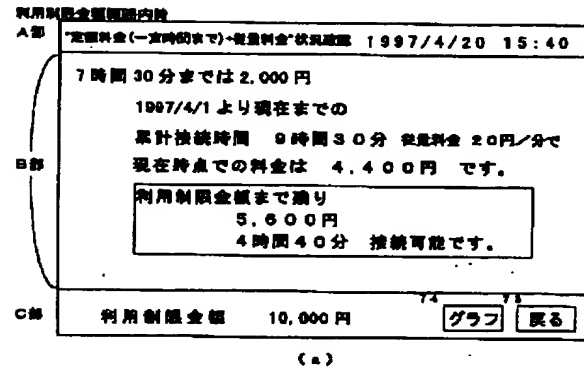 利用制限金額範囲内時
A部
"定額料金(一定時間まで)+従量料金"状況確認 1997/4/20 15:40
7時間30分までは2,000円
1997/4/1より現在までの
累計接続時間 9時間30分 従量料金 20円/分で
B部
現在時点での料金は 4,400円 です。
利用制限金額まで残り
5,600円
4時間40分 接続可能です。
74 73
C部
利用制限金額 10,000円 グラフ 戻る
(a)